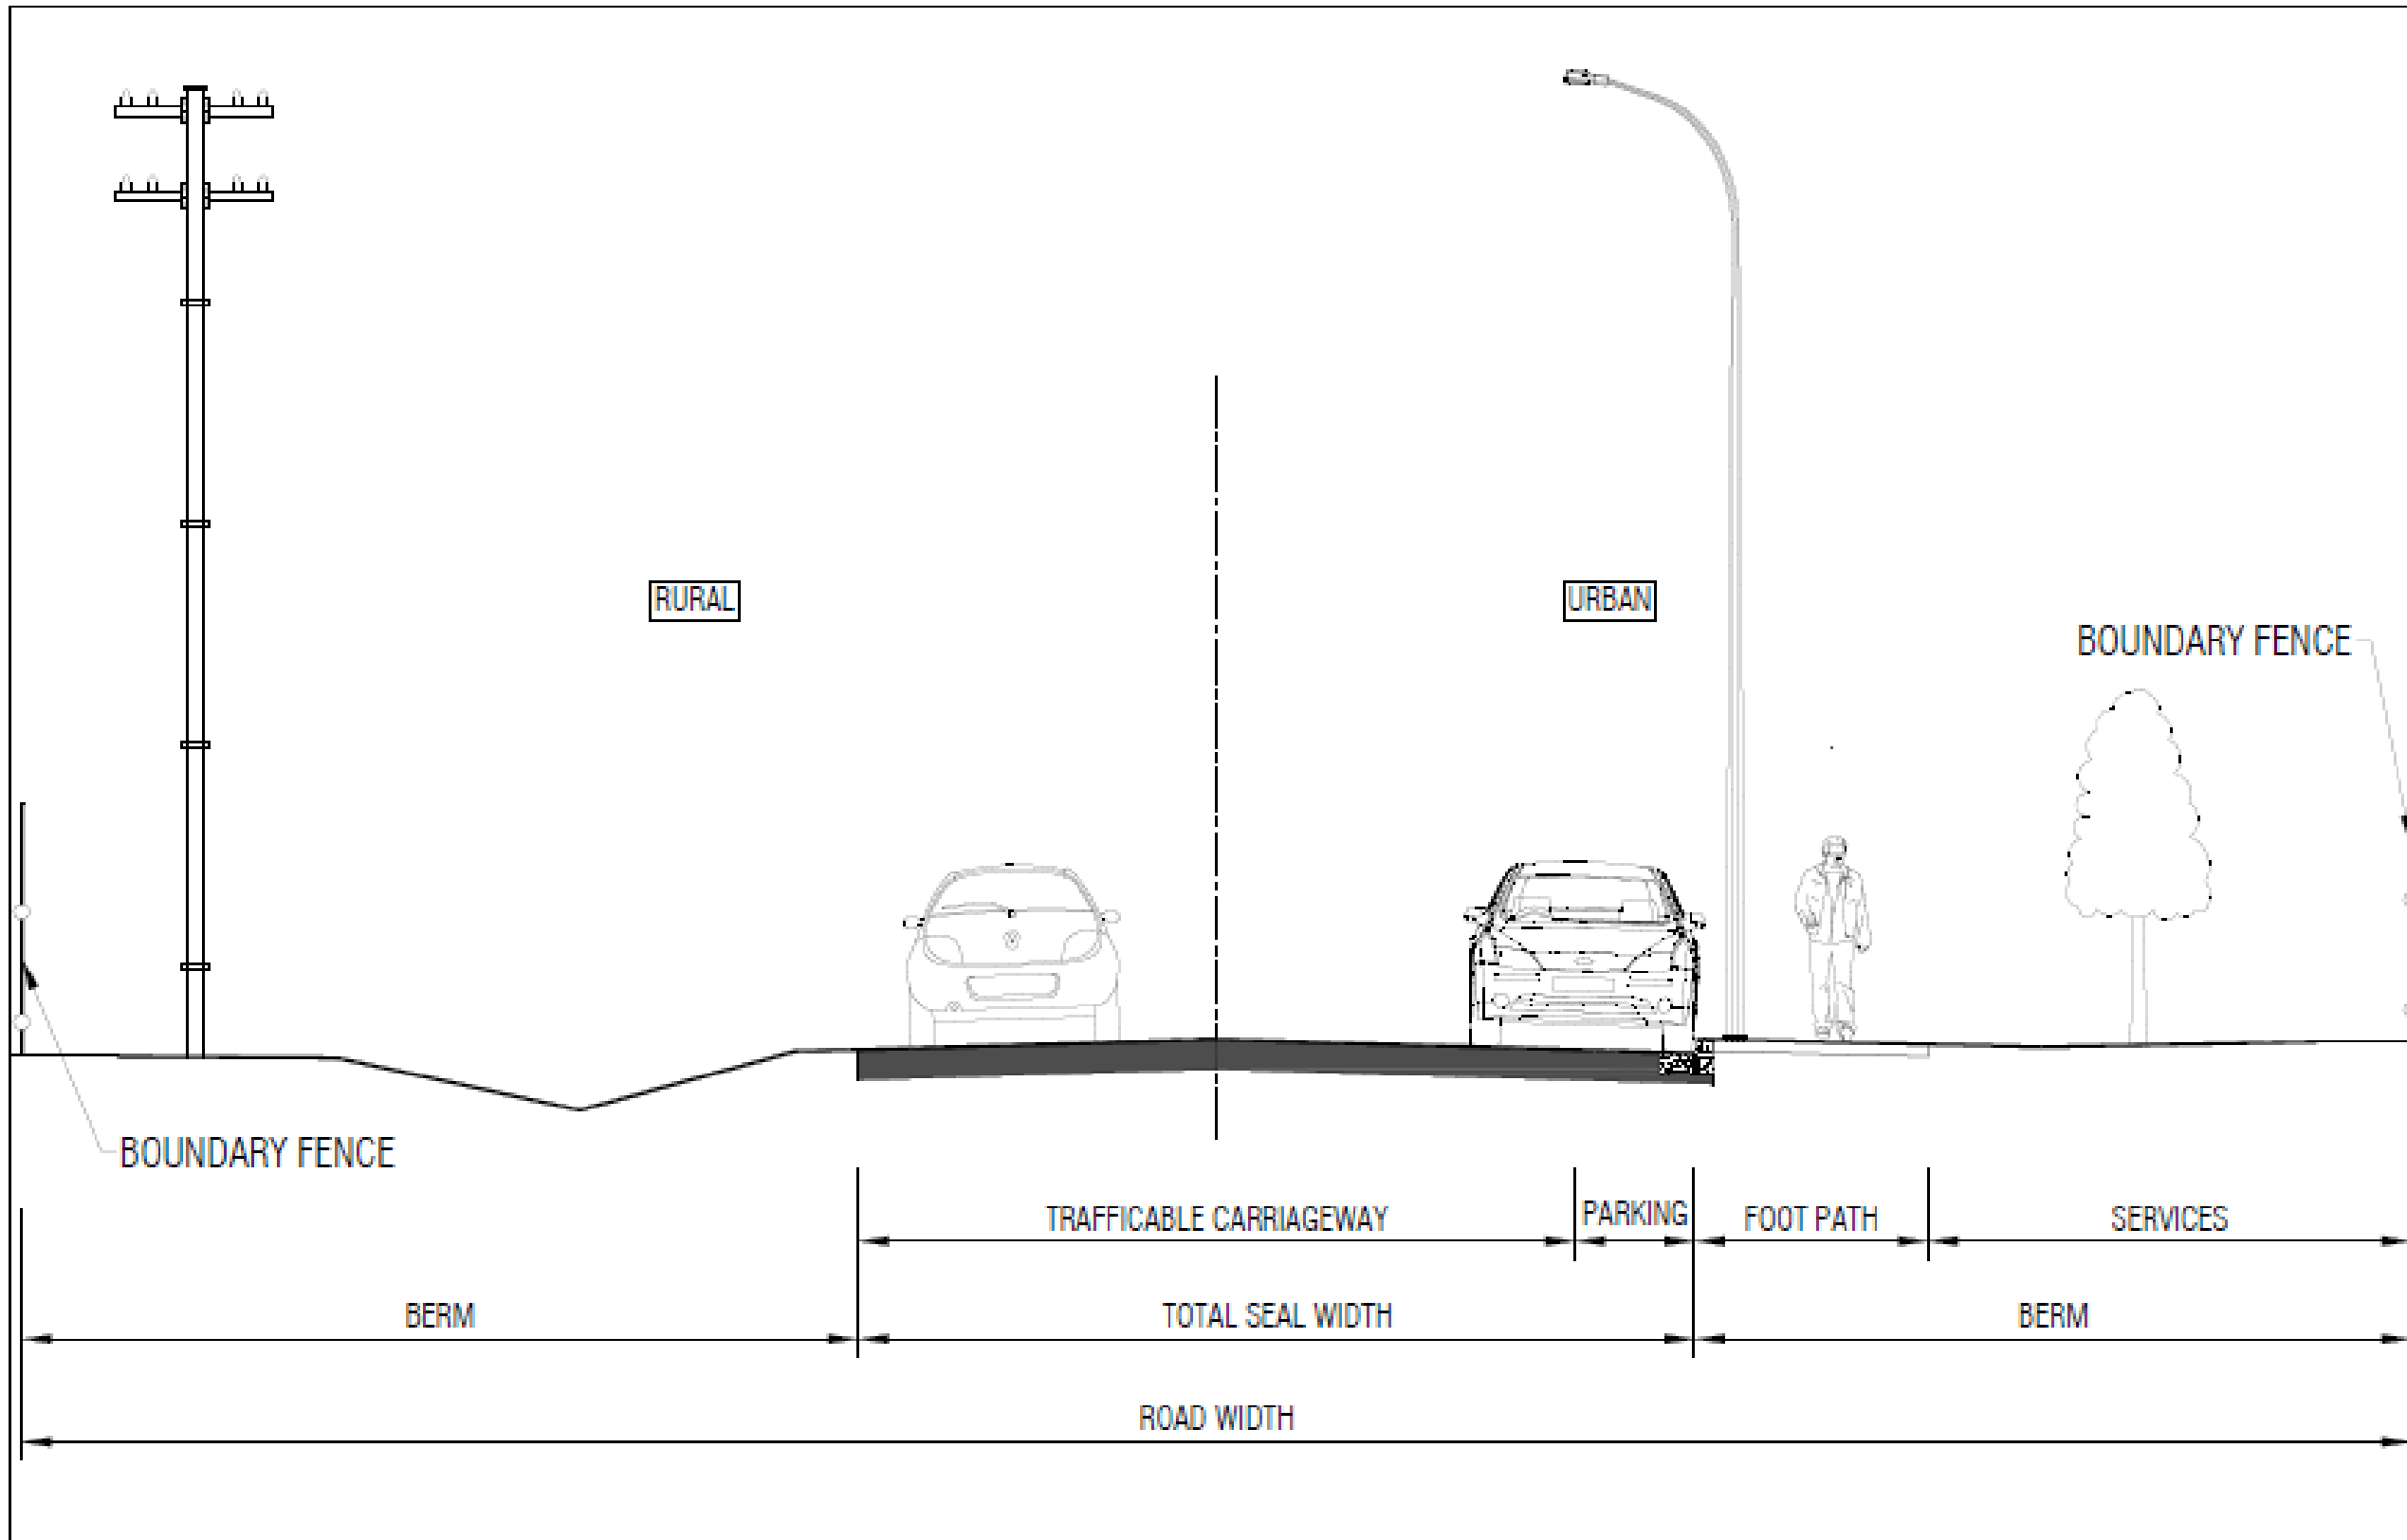 RURAL
URBAN
BOUNDARY FENCE
BOUNDARY FENCE
TRAFFICABLE CARRIAGEWAY
PARKING
FOOT PATH
SERVICES
BERM
TOTAL SEAL WIDTH
BERM
ROAD WIDTH